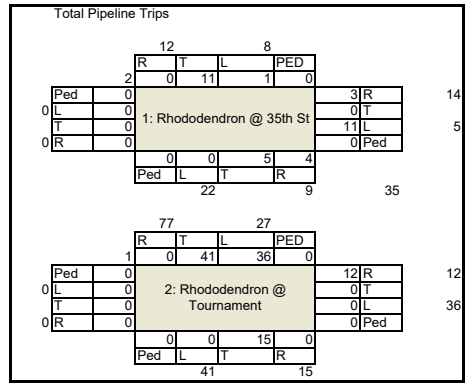 Total Pipeline Trips
12 8
R T L PED
2 0 11 1 0
Ped 0 3 R 14
0 L 0 1: Rhododendron @ 35th St 0 T
T 0 11 L 5
0 R 0 0 Ped
0 0 5 4
Ped L T R
22 9 35
77 27
R T L PED
1 0 41 36 0
Ped 0 12 R 12
0 L 0 2: Rhododendron @ 0 T
T 0 Tournament 0 L 36
0 R 0 0 Ped
0 0 15 0
Ped L T R
41 15